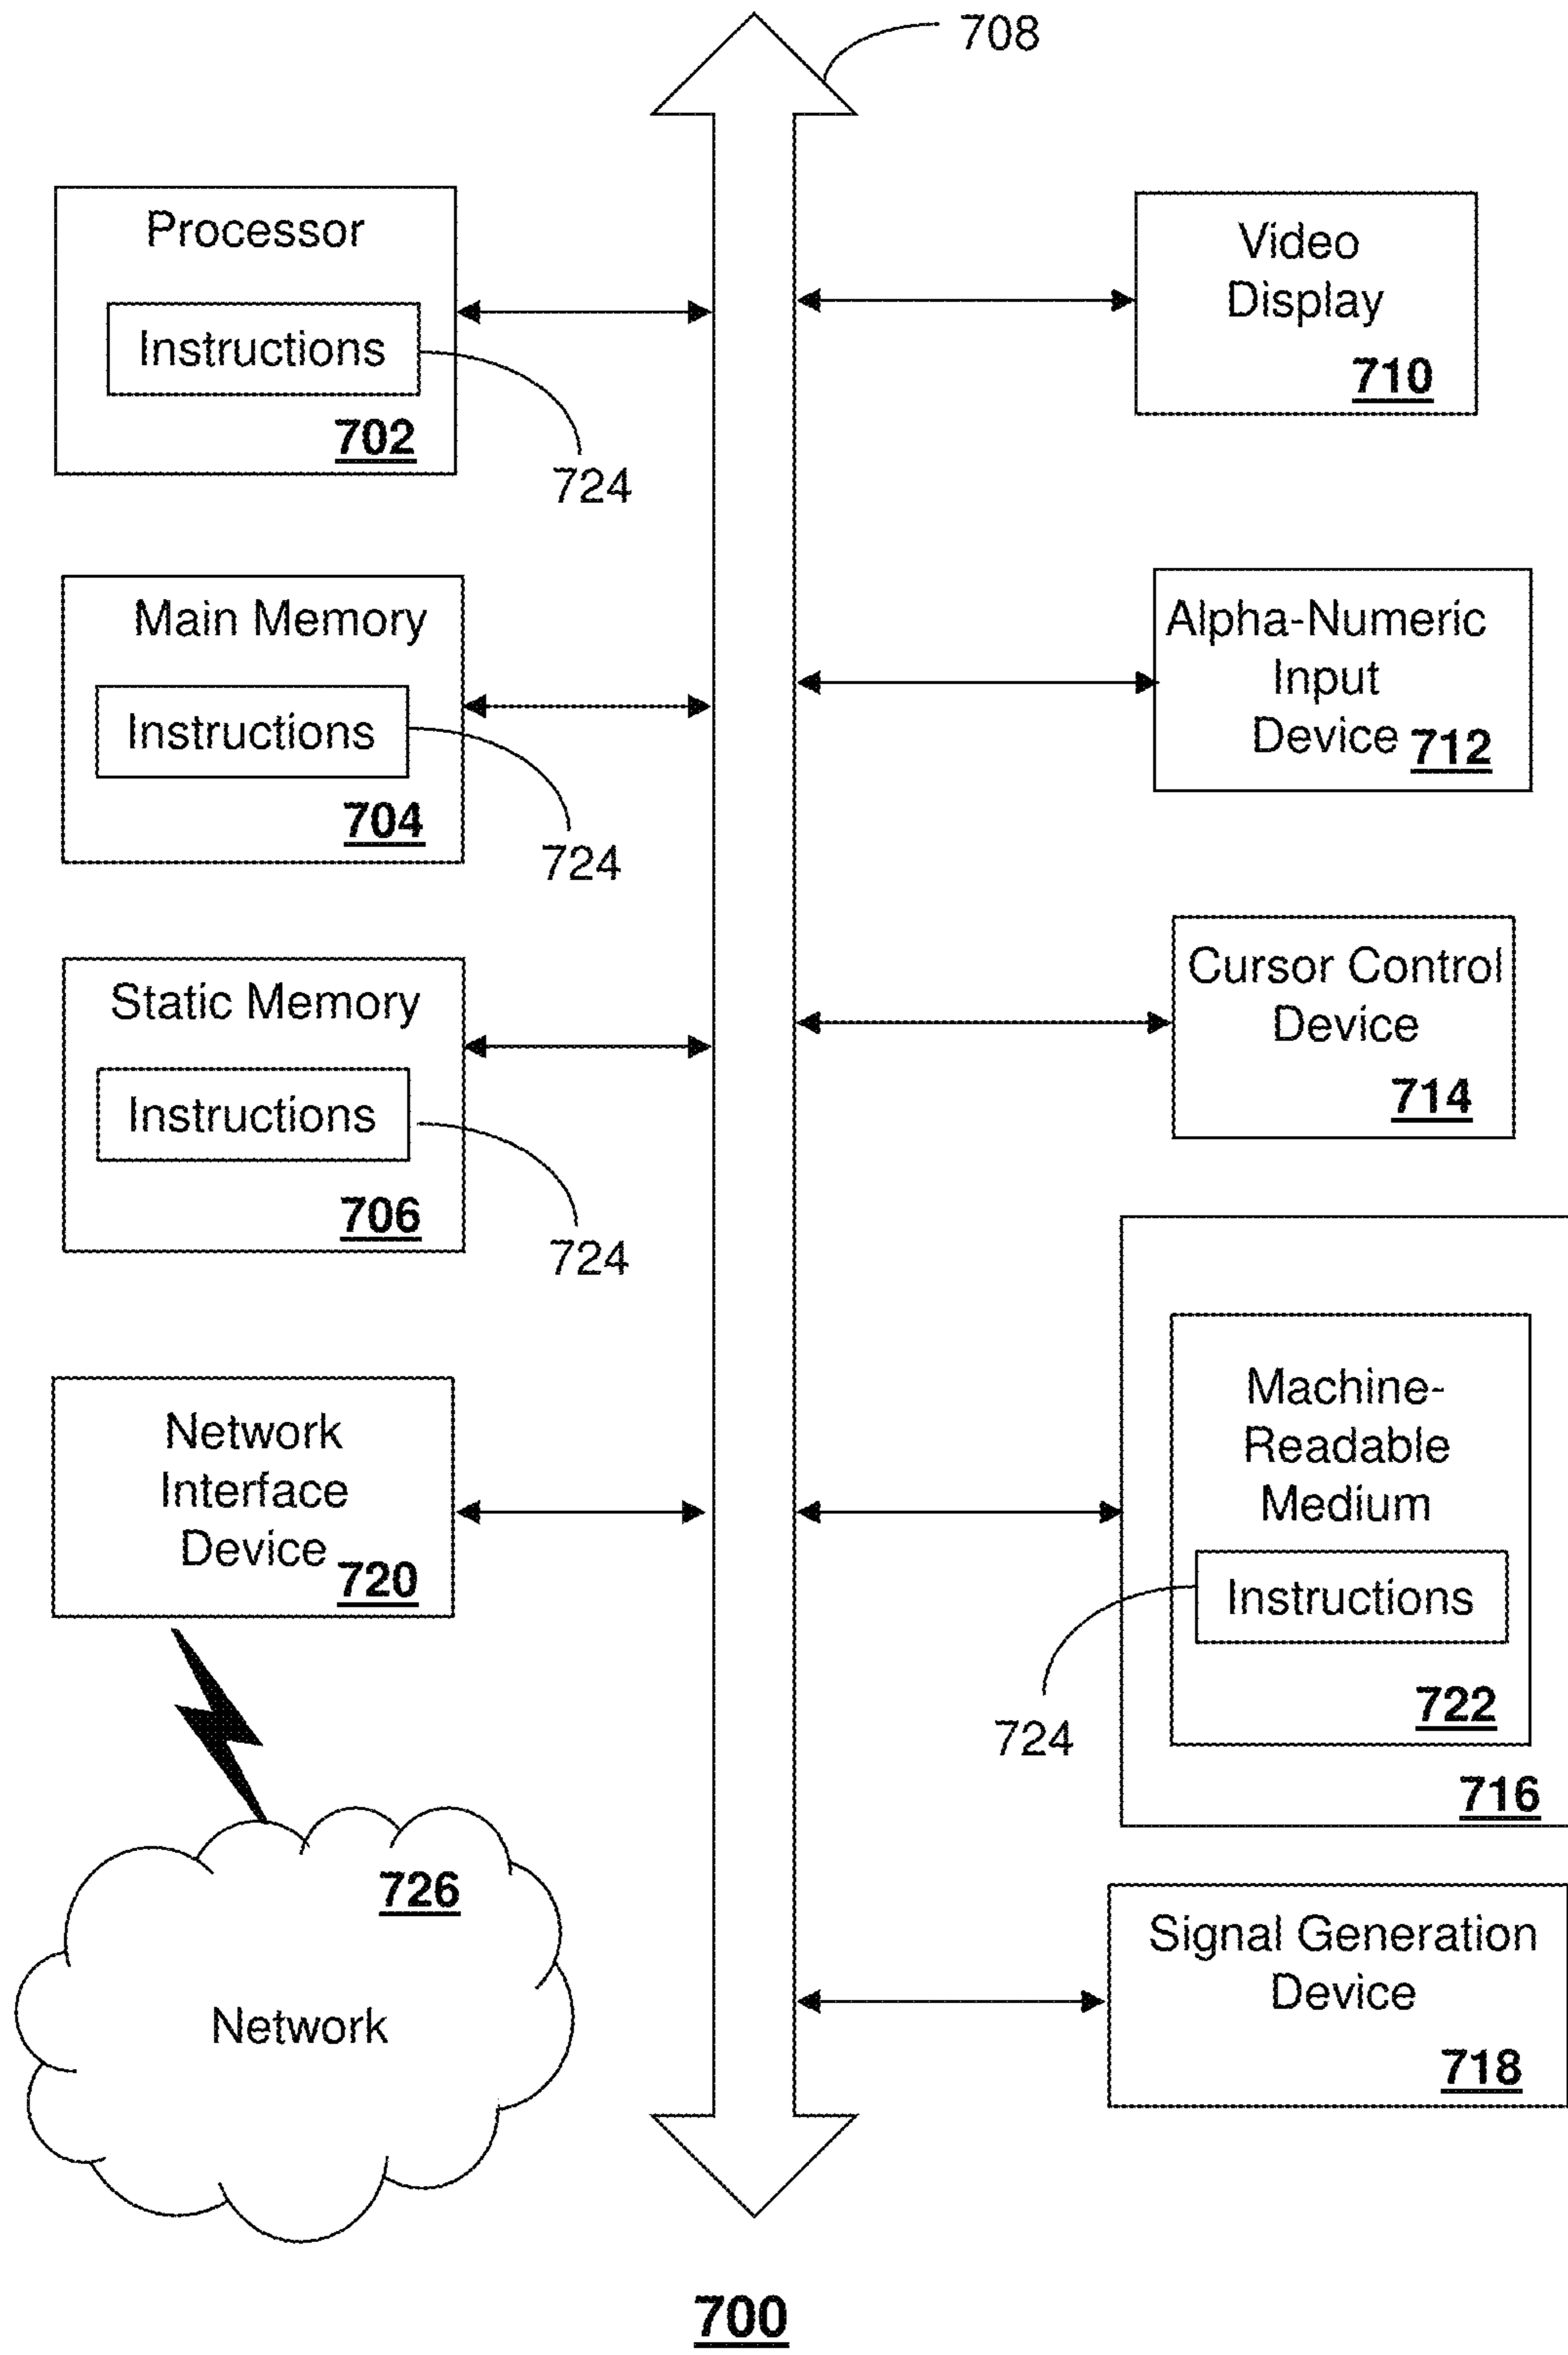 708
Processor
Instructions
702
724
Main Memory
Instructions
704
724
Static Memory
Instructions
706
724
Network
Interface
Device
720
726
Network
Video
Display
710
Alpha-Numeric
Input
Device 712
Cursor Control
Device
714
Machine-
Readable
Medium
Instructions
724
722
716
Signal Generation
Device
718
700